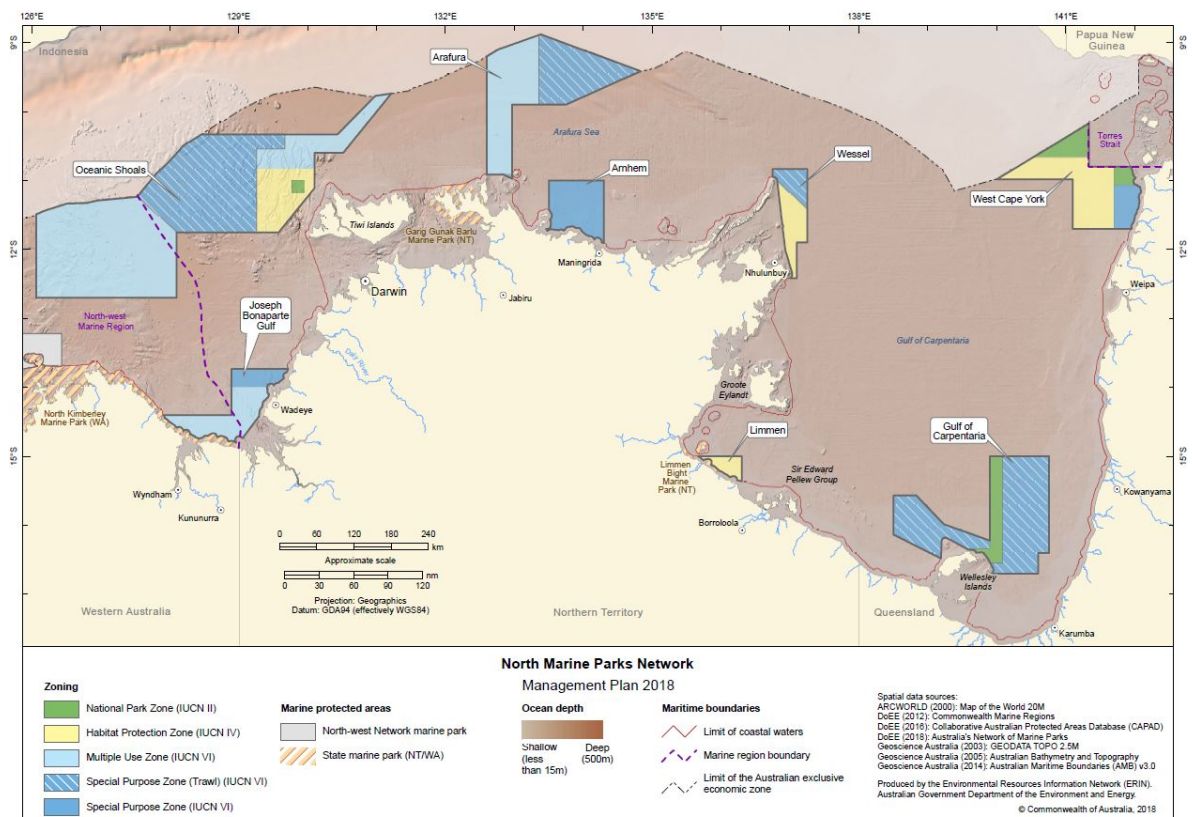 126°E
129°E
132°E
135°E
138°E
141°E
9°S
9°S
Indonesia
Papua New
Guinea
Arafura
Arafura Sea
Torres
Strait
Oceanic Shoals
Arnhem
Wessel
West Cape York
Tiwi Islands
Garig Gunak Barlu
Marine Park (NT)
12°S
12°S
Maningrida
Nhulunbuy
Darwin
Jabiru
Weipa
North-west
Marine Region
Joseph
Bonaparte
Gulf
Daly River
Gulf of Carpentaria
Groote
Eylandt
North Kimberley
Marine Park (WA)
Wadeye
Limmen
Gulf of
Carpentaria
15°S
15°S
Limmen
Bight
Marine
Park (NT)
Sir Edward
Pellew Group
Wyndham
Kununurra
Kowanyama
Borroloola
0 60 120 180 240
km
Approximate scale
0 30 60 90 120
nm
Projection: Geographics
Datum: GDA94 (effectively WGS84)
Wellesley
Islands
Western Australia
Northern Territory
Queensland
Karumba
North Marine Parks Network
Management Plan 2018
Zoning
National Park Zone (IUCN II)
Habitat Protection Zone (IUCN IV)
Multiple Use Zone (IUCN VI)
Special Purpose Zone (Trawl) (IUCN VI)
Special Purpose Zone (IUCN VI)
Marine protected areas
North-west Network marine park
State marine park (NT/WA)
Ocean depth
Shallow
(less
than 15m)
Deep
(500m)
Maritime boundaries
Limit of coastal waters
Marine region boundary
Limit of the Australian exclusive
economic zone
Spatial data sources:
ARCWORLD (2000): Map of the World 20M
DoEE (2012): Commonwealth Marine Regions
DoEE (2016): Collaborative Australian Protected Areas Database (CAPAD)
DoEE (2018): Australia's Network of Marine Parks
Geoscience Australia (2003): GEODATA TOPO 2.5M
Geoscience Australia (2005): Australian Bathymetry and Topography
Geoscience Australia (2014): Australian Maritime Boundaries (AMB) v3.0
Produced by the Environmental Resources Information Network (ERIN).
Australian Government Department of the Environment and Energy.
© Commonwealth of Australia, 2018